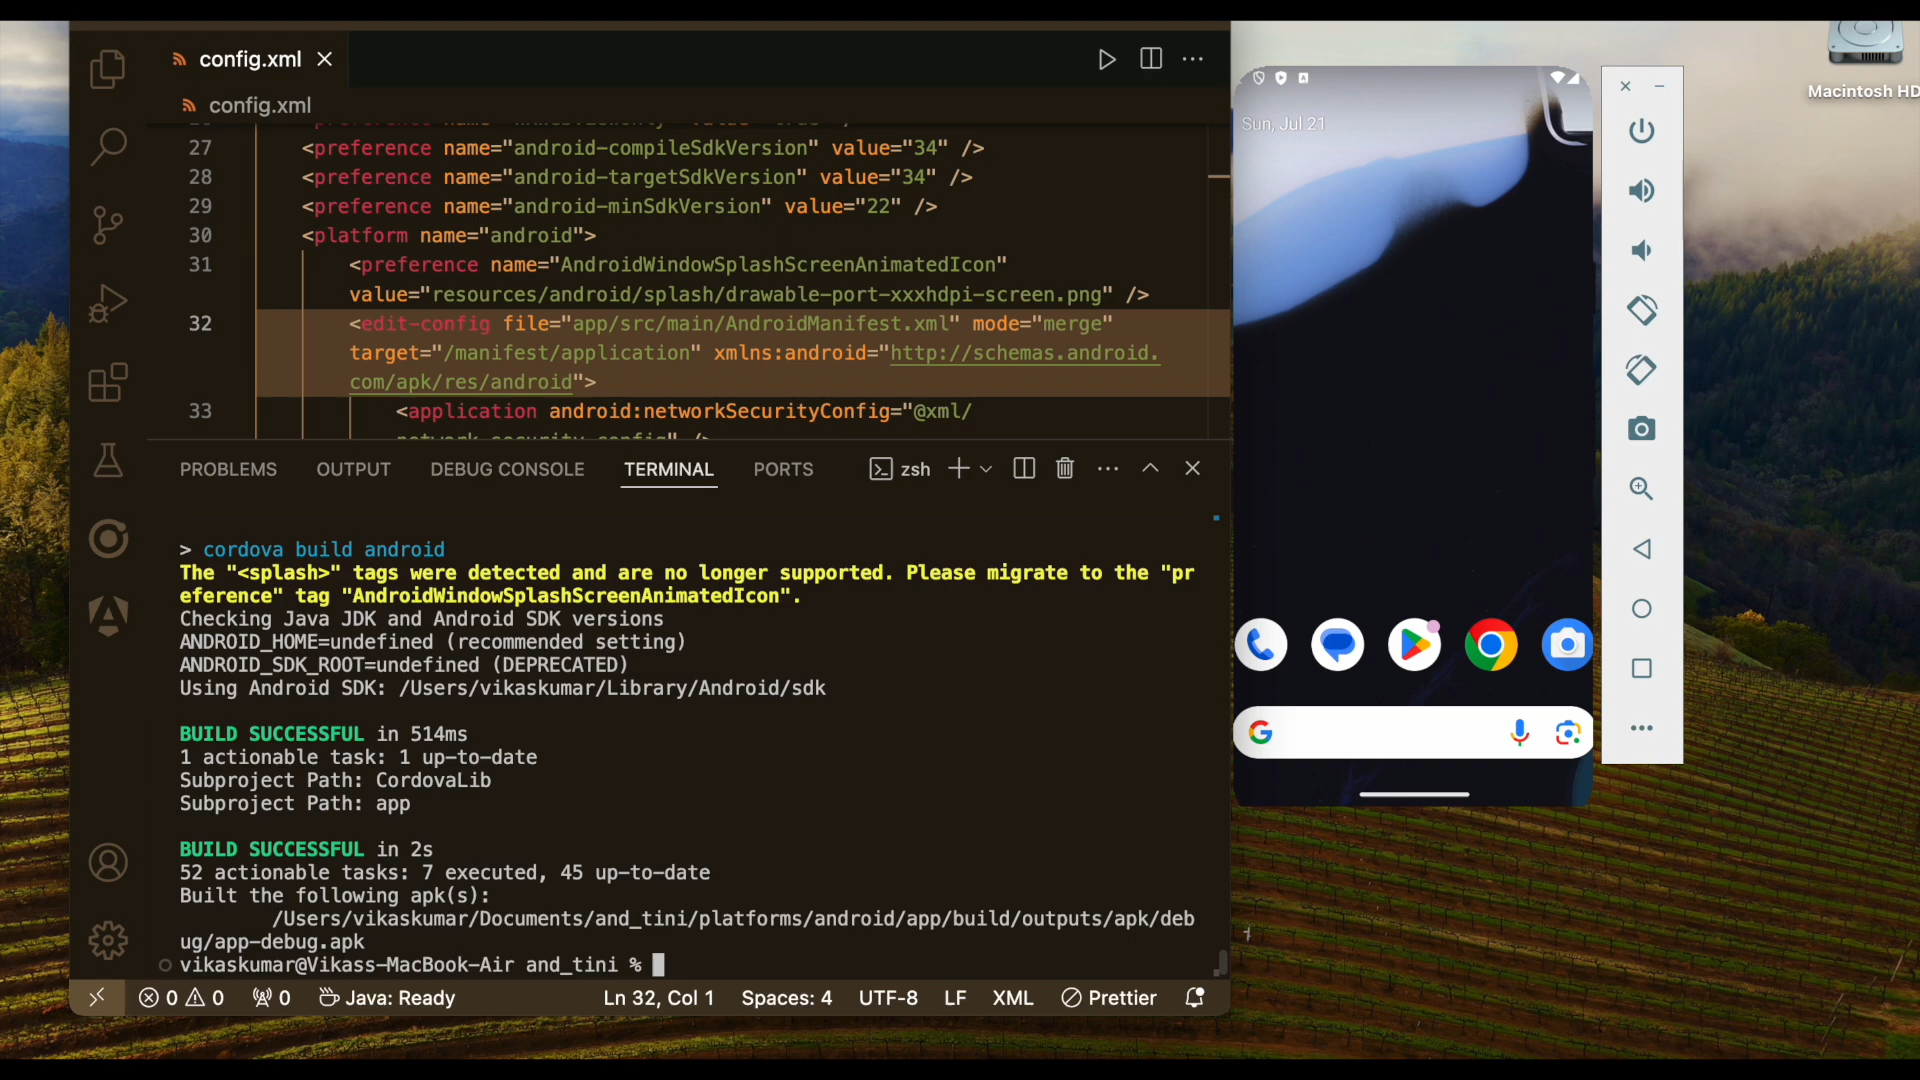 config.xml
config.xml
27 <preference name="android-compileSdkVersion" value="34" />
28 <preference name="android-targetSdkVersion" value="34" />
29 <preference name="android-minSdkVersion" value="22" />
30 <platform name="android">
31 <preference name="AndroidWindowSplashScreenAnimatedIcon"
value="resources/android/splash/drawable-port-xxxhdpi-screen.png" />
32 <edit-config file="app/src/main/AndroidManifest.xml" mode="merge"
target="/manifest/application" xmlns:android="http://schemas.android.
com/apk/res/android">
33 <application android:networkSecurityConfig="@xml/
network_security_config" />
PROBLEMS OUTPUT DEBUG CONSOLE TERMINAL PORTS zsh
> cordova build android
The "<splash>" tags were detected and are no longer supported. Please migrate to the "pr
eference" tag "AndroidWindowSplashScreenAnimatedIcon".
Checking Java JDK and Android SDK versions
ANDROID_HOME=undefined (recommended setting)
ANDROID_SDK_ROOT=undefined (DEPRECATED)
Using Android SDK: /Users/vikaskumar/Library/Android/sdk
BUILD SUCCESSFUL in 514ms
1 actionable task: 1 up-to-date
Subproject Path: CordovaLib
Subproject Path: app
BUILD SUCCESSFUL in 2s
52 actionable tasks: 7 executed, 45 up-to-date
Built the following apk(s):
/Users/vikaskumar/Documents/and_tini/platforms/android/app/build/outputs/apk/deb
ug/app-debug.apk
vikaskumar@Vikass-MacBook-Air and_tini %
0 0 0 Java: Ready Ln 32, Col 1 Spaces: 4 UTF-8 LF XML Prettier
Sun, Jul 21
Macintosh HD